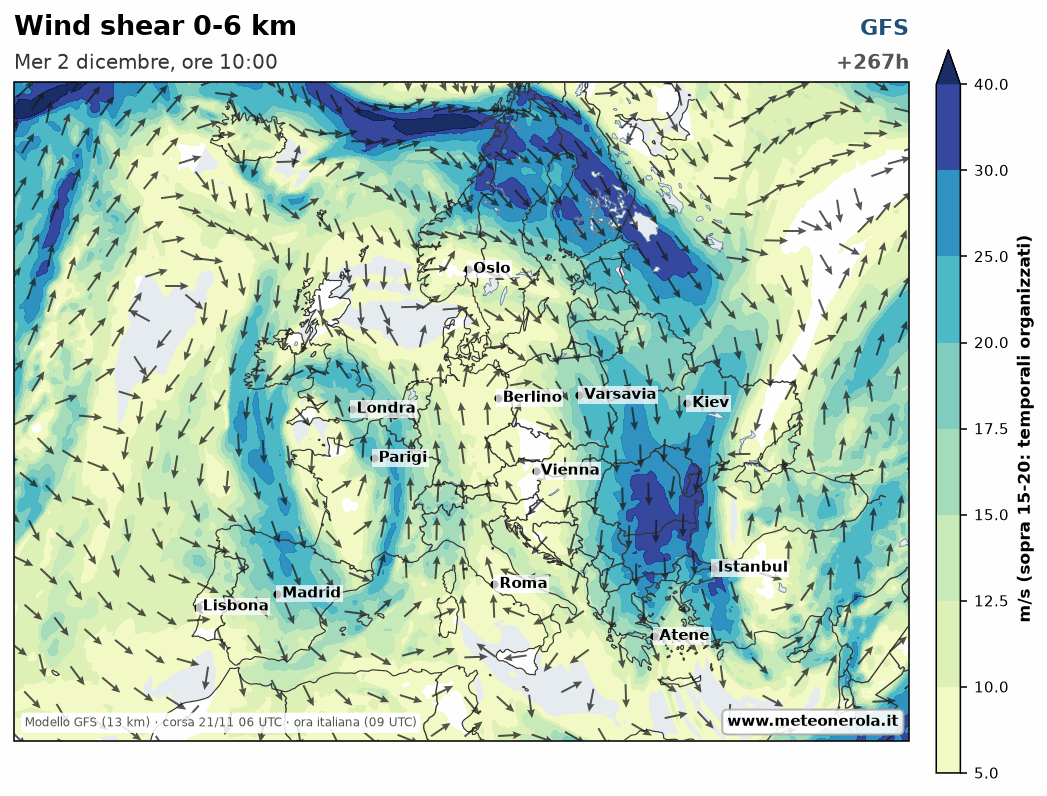 Wind shear 0-6 km
GFS
Mer 2 dicembre, ore 10:00
+267h
40.0
30.0
25.0
20.0
17.5
15.0
12.5
10.0
5.0
m/s (sopra 15-20: temporali organizzati)
Oslo
Berlino
Varsavia
Kiev
Londra
Parigi
Vienna
Istanbul
Roma
Madrid
Lisbona
Atene
Modello GFS (13 km) · corsa 21/11 06 UTC · ora italiana (09 UTC)
www.meteonerola.it